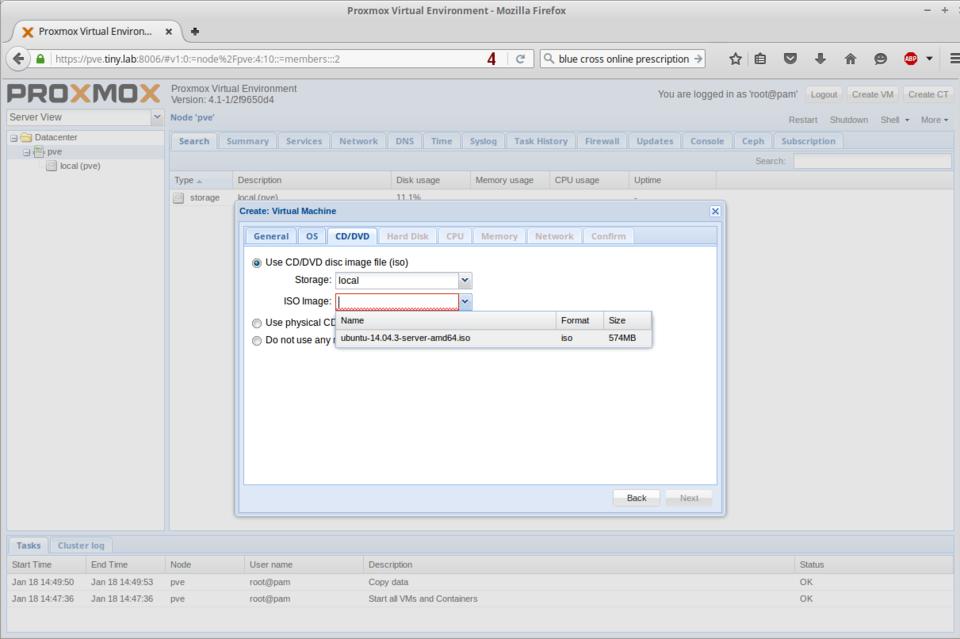 Proxmox Virtual Environment - Mozilla Firefox
Proxmox Virtual Environ...
https://pve.tiny.lab:8006/#v1:0:=node%2Fpve:4:10::=members:::2
4
blue cross online prescription
ABP
PROXMOX
Proxmox Virtual Environment
Version: 4.1-1/2f9650d4
You are logged in as 'root@pam'
Logout
Create VM
Create CT
Server View
Node 'pve'
Restart
Shutdown
Shell
More
Datacenter
pve
local (pve)
Search
Summary
Services
Network
DNS
Time
Syslog
Task History
Firewall
Updates
Console
Ceph
Subscription
Search:
Type
Description
Disk usage
Memory usage
CPU usage
Uptime
storage
local (pve)
11.1%
-
Create: Virtual Machine
General
OS
CD/DVD
Hard Disk
CPU
Memory
Network
Confirm
Use CD/DVD disc image file (iso)
Storage:
local
ISO Image:
Use physical CD
Do not use any
Name
Format
Size
ubuntu-14.04.3-server-amd64.iso
iso
574MB
Back
Next
Tasks
Cluster log
Start Time
End Time
Node
User name
Description
Status
Jan 18 14:49:50
Jan 18 14:49:53
pve
root@pam
Copy data
OK
Jan 18 14:47:36
Jan 18 14:47:36
pve
root@pam
Start all VMs and Containers
OK